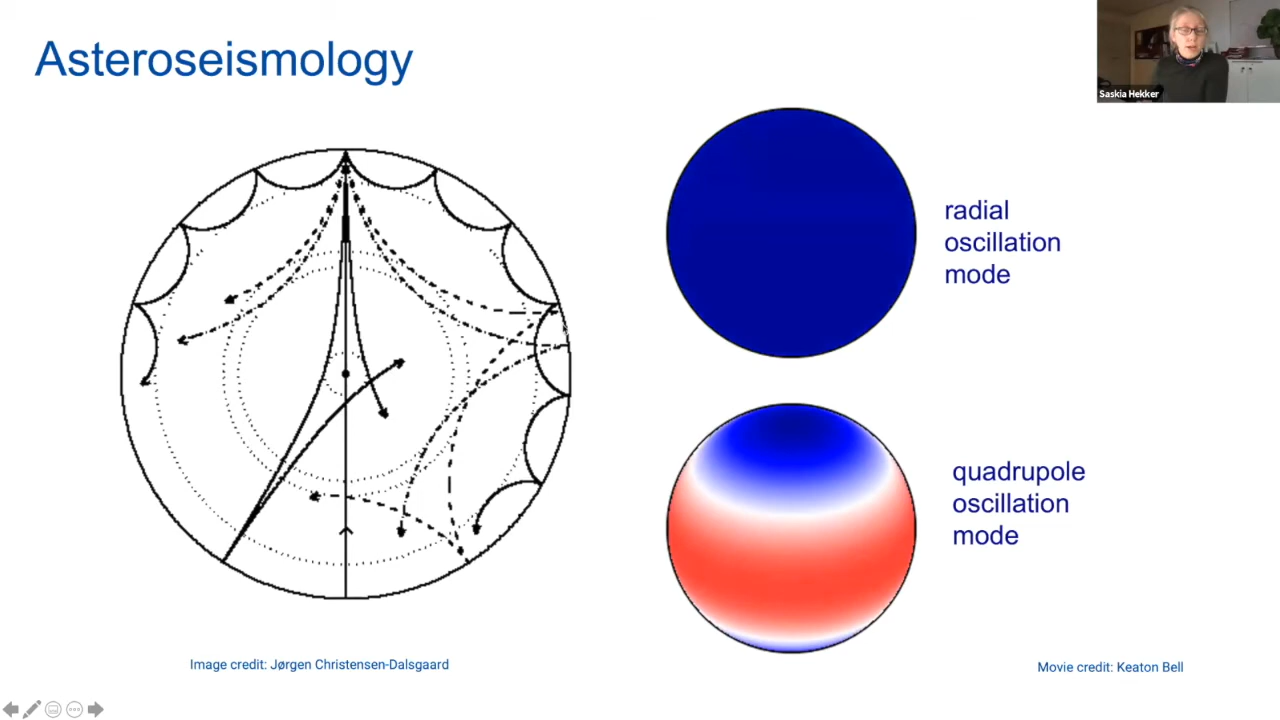 Asteroseismology
Saskia Hekker
radial
oscillation
mode
quadrupole
oscillation
mode
Image credit: Jørgen Christensen-Dalsgaard
Movie credit: Keaton Bell